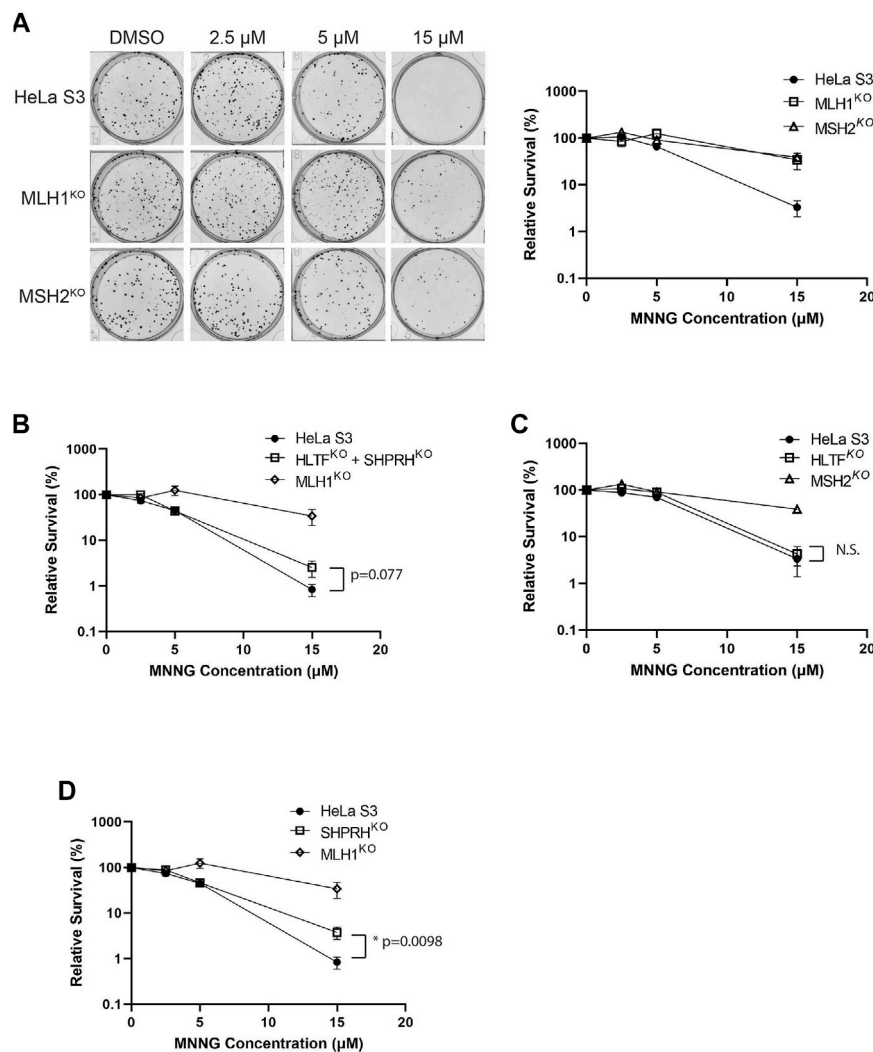 A
DMSO 2.5 µM 5 µM 15 µM
HeLa S3
MLH1ᴷᴼ
MSH2ᴷᴼ
HeLa S3
MLH1ᴷᴼ
MSH2ᴷᴼ
Relative Survival (%)
1000
100
10
1
0.1
0 5 10 15 20
MNNG Concentration (µM)
B
HeLa S3
HLTFᴷᴼ + SHPRHᴷᴼ
MLH1ᴷᴼ
Relative Survival (%)
1000
100
10
1
0.1
p=0.077
0 5 10 15 20
MNNG Concentration (µM)
C
HeLa S3
HLTFᴷᴼ
MSH2ᴷᴼ
Relative Survival (%)
1000
100
10
1
0.1
N.S.
0 5 10 15 20
MNNG Concentration (µM)
D
HeLa S3
SHPRHᴷᴼ
MLH1ᴷᴼ
Relative Survival (%)
1000
100
10
1
0.1
* p=0.0098
0 5 10 15 20
MNNG Concentration (µM)